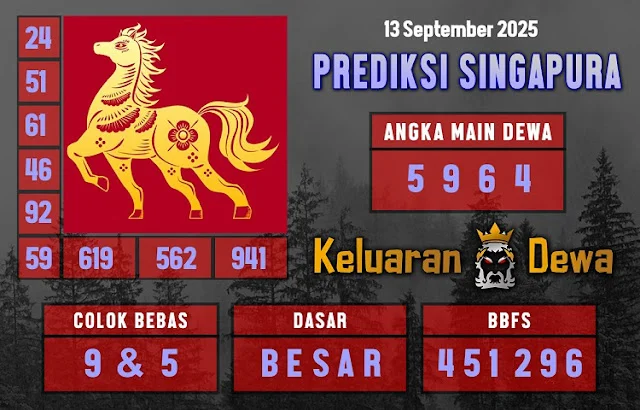 13 September 2025
PREDIKSI SINGAPURA
24
51
61
46
92
59 619 562 941
ANGKA MAIN DEWA
5 9 6 4
Keluaran Dewa
COLOK BEBAS
9 & 5
DASAR
BESAR
BBFS
451296